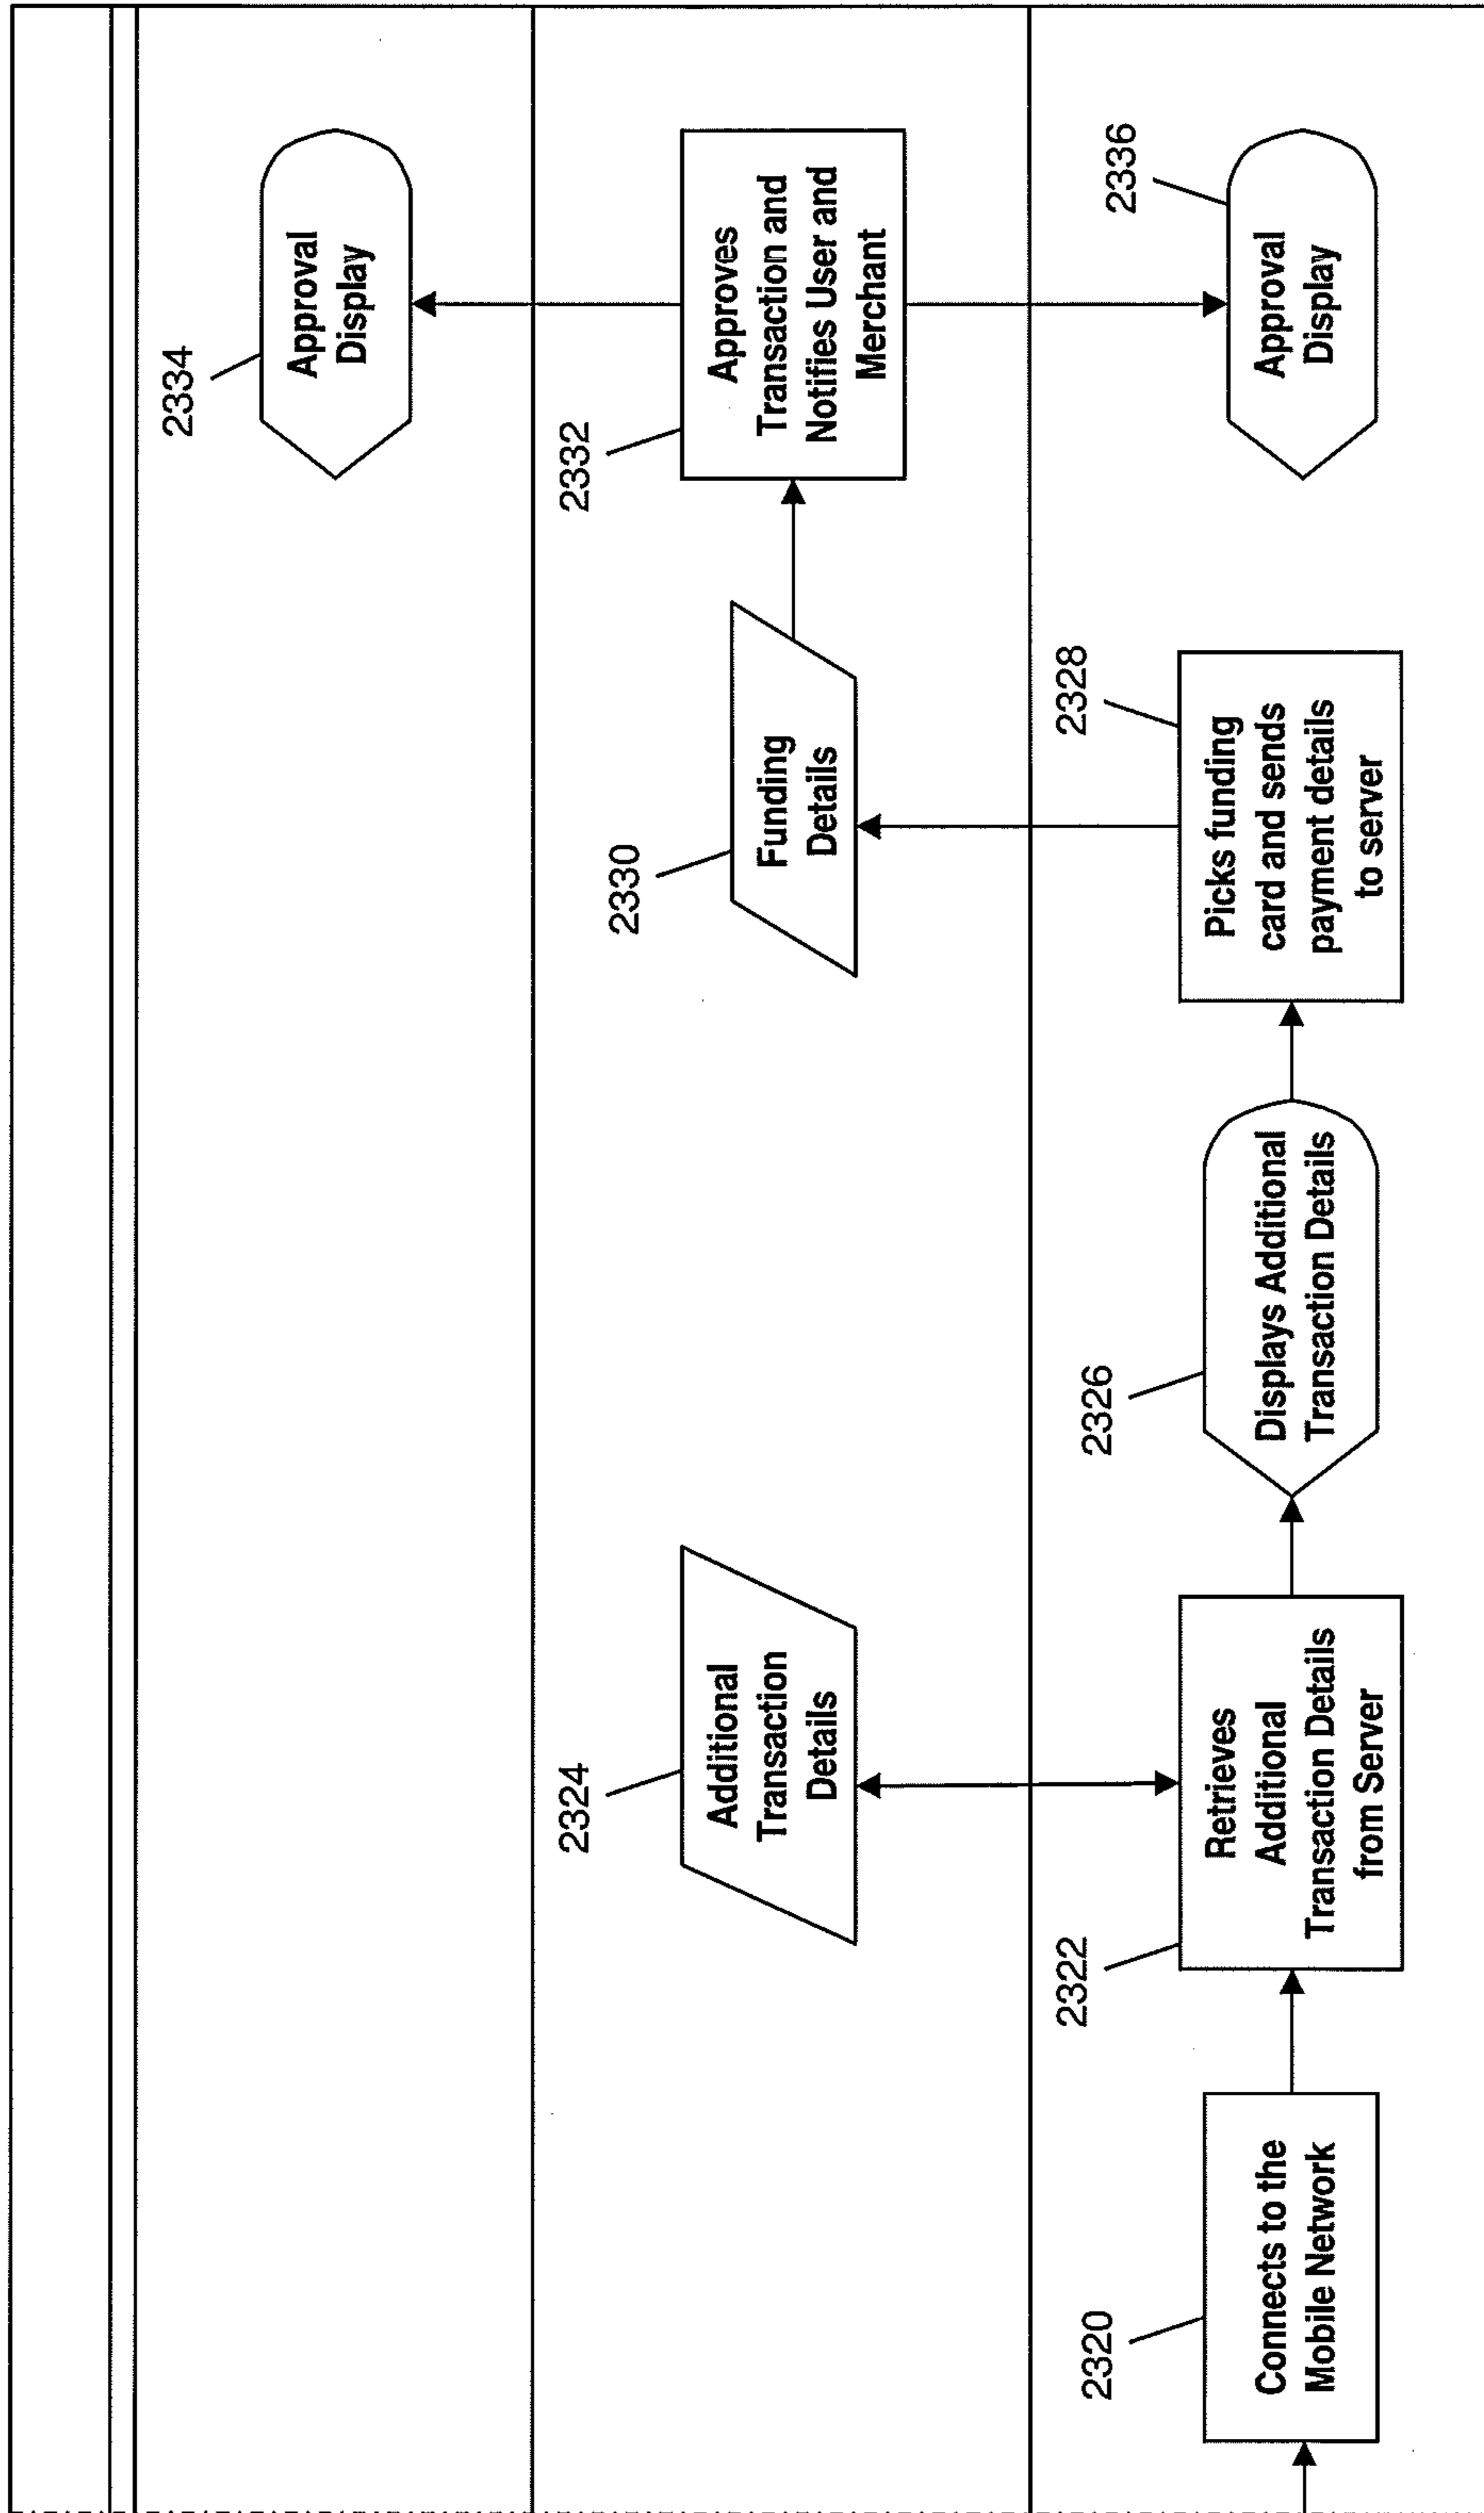 2334
Approval
Display
2324
Additional
Transaction
Details
2330
Funding
Details
2332
Approves
Transaction and
Notifies User and
Merchant
2320
Connects to the
Mobile Network
2322
Retrieves
Additional
Transaction Details
from Server
2326
Displays Additional
Transaction Details
2328
Picks funding
card and sends
payment details
to server
2336
Approval
Display